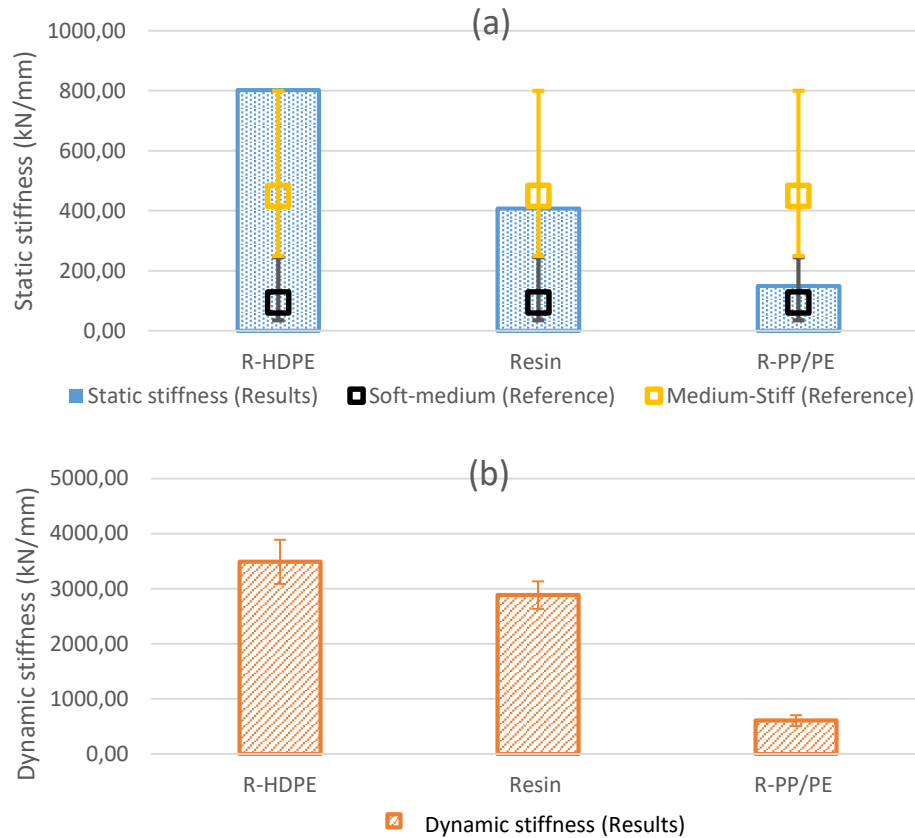 (a)
Static stiffness (kN/mm)
1000,00
800,00
600,00
400,00
200,00
0,00
R-HDPE Resin R-PP/PE
Static stiffness (Results) Soft-medium (Reference) Medium-Stiff (Reference)
(b)
Dynamic stiffness (kN/mm)
5000,00
4000,00
3000,00
2000,00
1000,00
0,00
R-HDPE Resin R-PP/PE
Dynamic stiffness (Results)